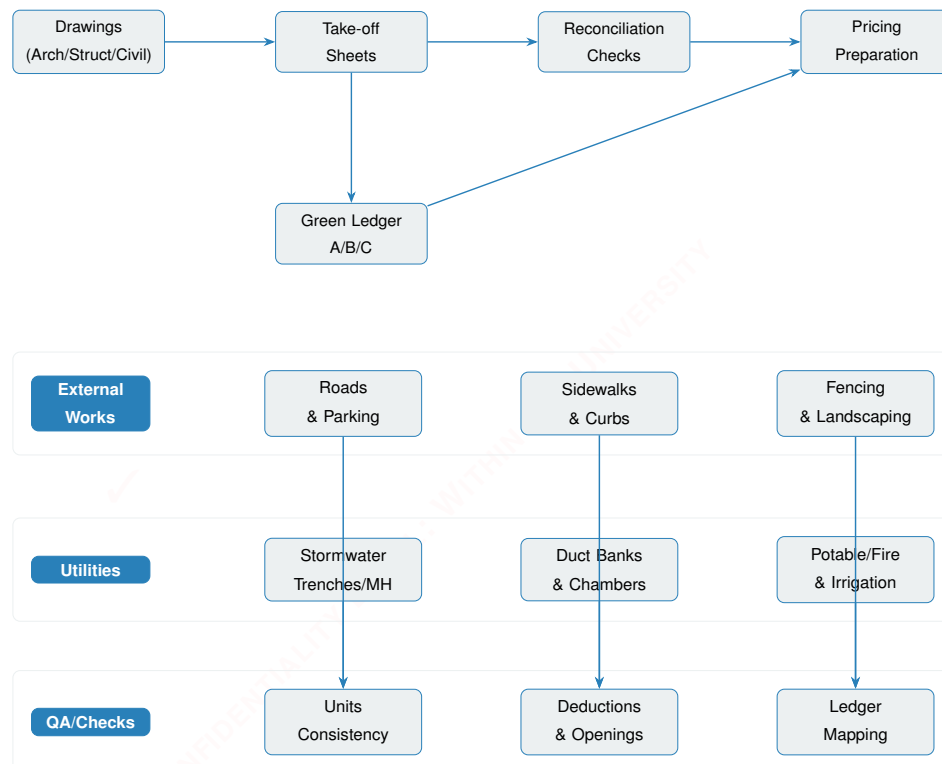 Drawings
(Arch/Struct/Civil)
Take-off
Sheets
Reconciliation
Checks
Pricing
Preparation
Green Ledger
A/B/C
External
Works
Roads
& Parking
Sidewalks
& Curbs
Fencing
& Landscaping
Utilities
Stormwater
Trenches/MH
Duct Banks
& Chambers
Potable/Fire
& Irrigation
QA/Checks
Units
Consistency
Deductions
& Openings
Ledger
Mapping